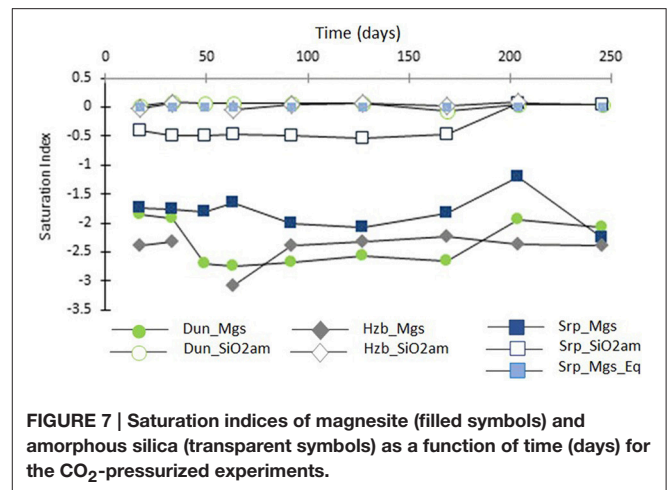 Time (days)
0 50 100 150 200 250
0.5
0
-0.5
-1
-1.5
-2
-2.5
-3
-3.5
Saturation Index
Dun_Mgs Hzb_Mgs Srp_Mgs
Dun_SiO2am Hzb_SiO2am Srp_SiO2am
Srp_Mgs_Eq
FIGURE 7 | Saturation indices of magnesite (filled symbols) and
amorphous silica (transparent symbols) as a function of time (days) for
the CO2-pressurized experiments.